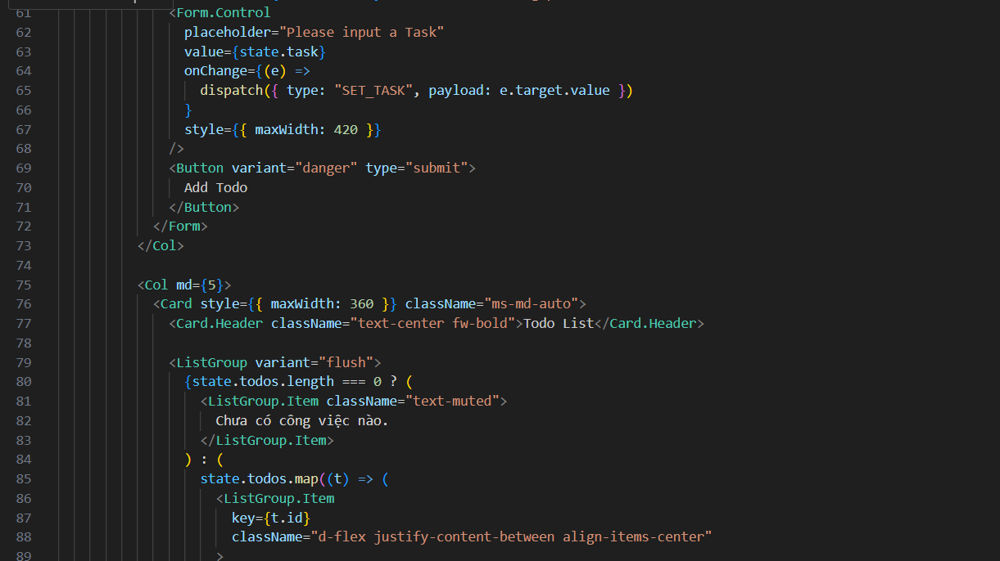 61 <Form.Control
62 placeholder="Please input a Task"
63 value={state.task}
64 onChange={(e) =>
65 dispatch({ type: "SET_TASK", payload: e.target.value })
66 }
67 style={{ maxWidth: 420 }}
68 />
69 <Button variant="danger" type="submit">
70 Add Todo
71 </Button>
72 </Form>
73 </Col>
74
75 <Col md={5}>
76 <Card style={{ maxWidth: 360 }} className="ms-md-auto">
77 <Card.Header className="text-center fw-bold">Todo List</Card.Header>
78
79 <ListGroup variant="flush">
80 {state.todos.length === 0 ? (
81 <ListGroup.Item className="text-muted">
82 Chưa có công việc nào.
83 </ListGroup.Item>
84 ) : (
85 state.todos.map((t) => (
86 <ListGroup.Item
87 key={t.id}
88 className="d-flex justify-content-between align-items-center"
89 >